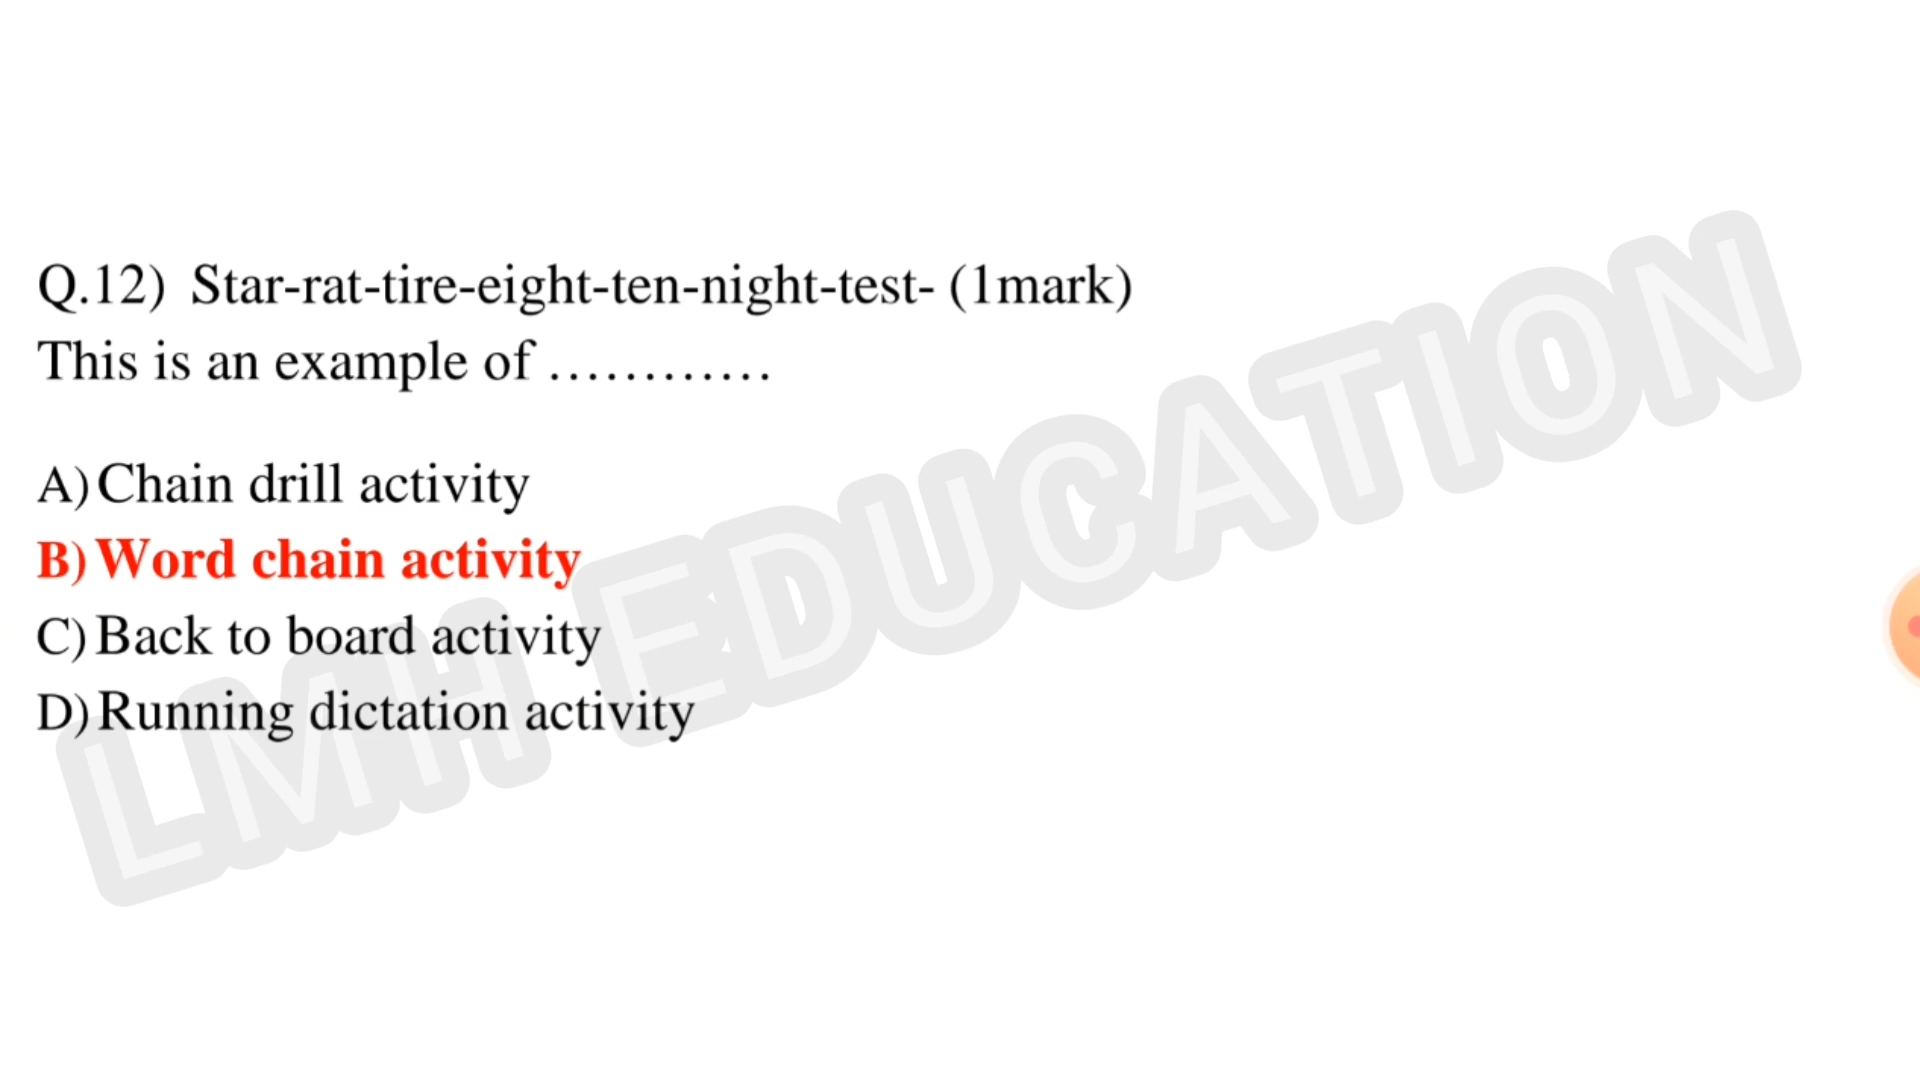 Q.12) Star-rat-tire-eight-ten-night-test- (1mark)
This is an example of ............
A) Chain drill activity
B) Word chain activity
C) Back to board activity
D) Running dictation activity
LMH EDUCATION